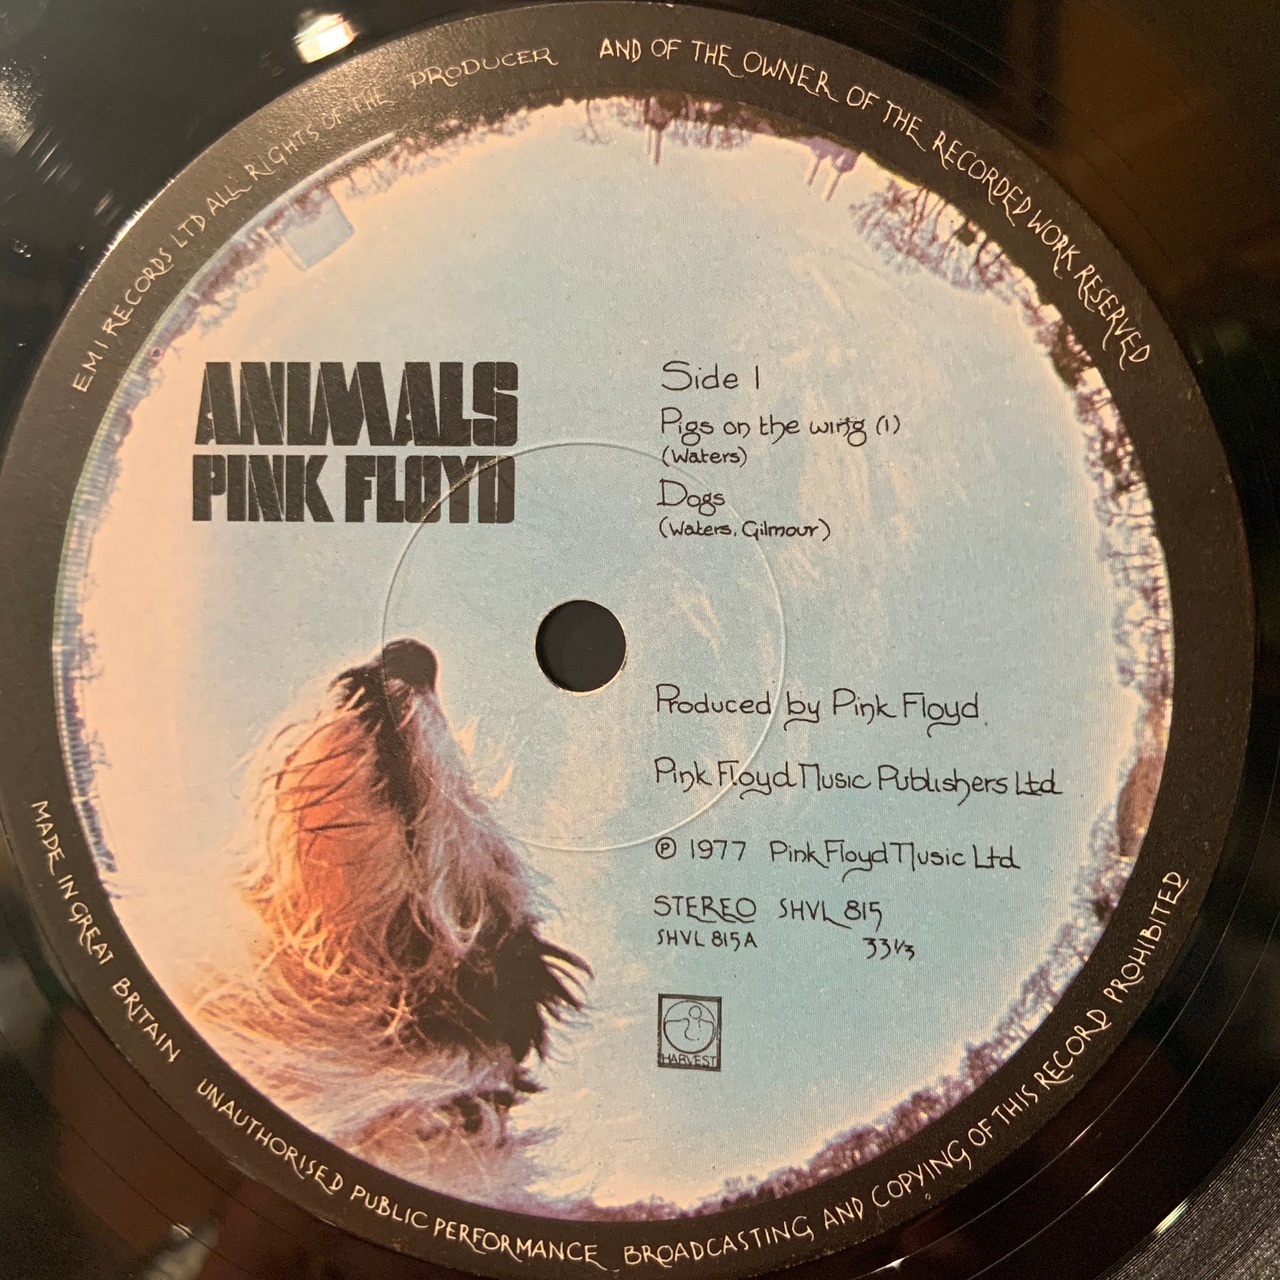 E.M.I RECORDS LTD ALL RIGHTS OF THE PRODUCER AND OF THE OWNER OF THE RECORDED WORK RESERVED
ANIMALS
PINK FLOYD
Side 1
Pigs on the wing (1)
(Waters)
Dogs
(Waters, Gilmour)
Produced by Pink Floyd.
Pink Floyd Music Publishers Ltd
℗ 1977 Pink Floyd Music Ltd
STEREO SHVL 815
SHVL 815A 33⅓
HARVEST
MADE IN GREAT BRITAIN UNAUTHORISED PUBLIC PERFORMANCE BROADCASTING AND COPYING OF THIS RECORD PROHIBITED